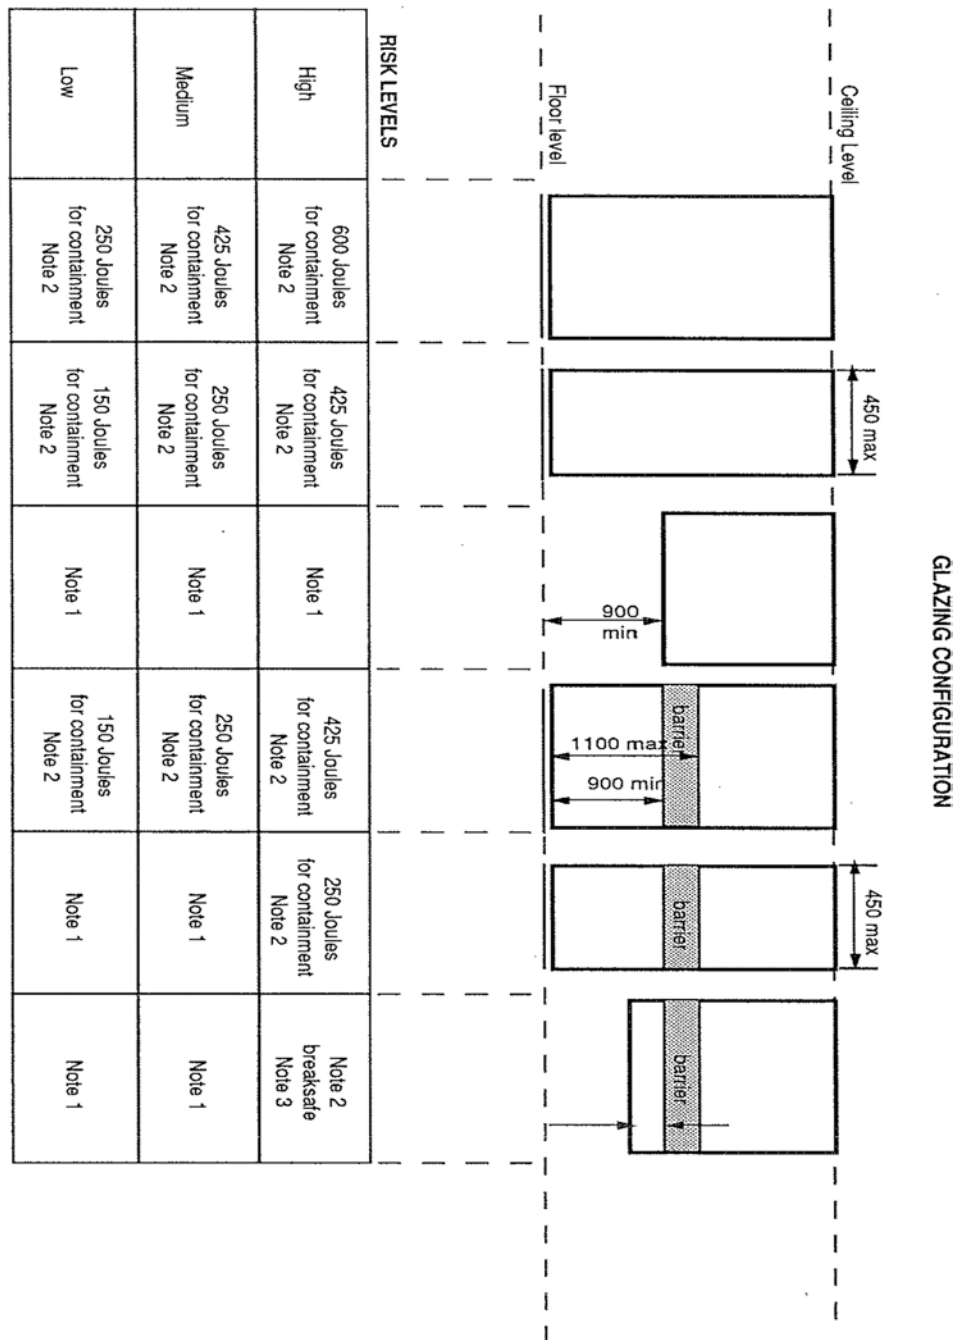 GLAZING CONFIGURATION
Ceiling Level
450 max
450 max
900
min
barrier
1100 max
900 min
barrier
barrier
Floor level
RISK LEVELS
High
600 Joules
for containment
Note 2
425 Joules
for containment
Note 2
Note 1
425 Joules
for containment
Note 2
250 Joules
for containment
Note 2
Note 2
breaksafe
Note 3
Medium
425 Joules
for containment
Note 2
250 Joules
for containment
Note 2
Note 1
250 Joules
for containment
Note 2
Note 1
Note 1
Low
250 Joules
for containment
Note 2
150 Joules
for containment
Note 2
Note 1
150 Joules
for containment
Note 2
Note 1
Note 1